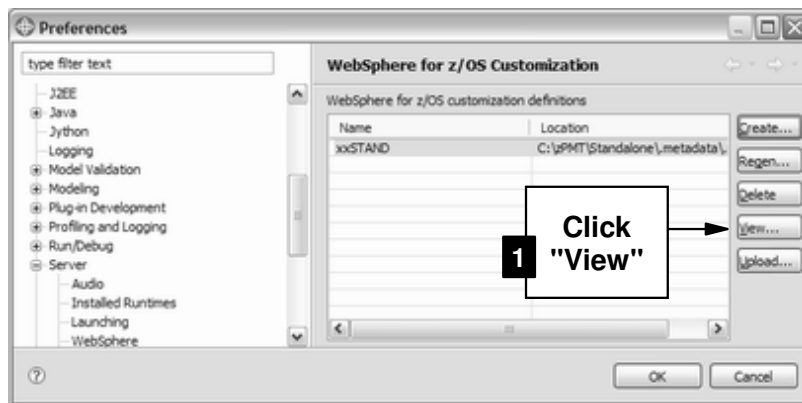 Preferences
type filter text
J2EE
Java
Jython
Logging
Model Validation
Modeling
Plug-in Development
Profiling and Logging
Run/Debug
Server
Audio
Installed Runtimes
Launching
WebSphere
WebSphere for z/OS Customization
WebSphere for z/OS customization definitions
Name Location
xxSTAND C:\zPMT\Standalone\.metadata\.
Create...
Regen...
Delete
View...
Upload...
1 Click
"View"
OK Cancel